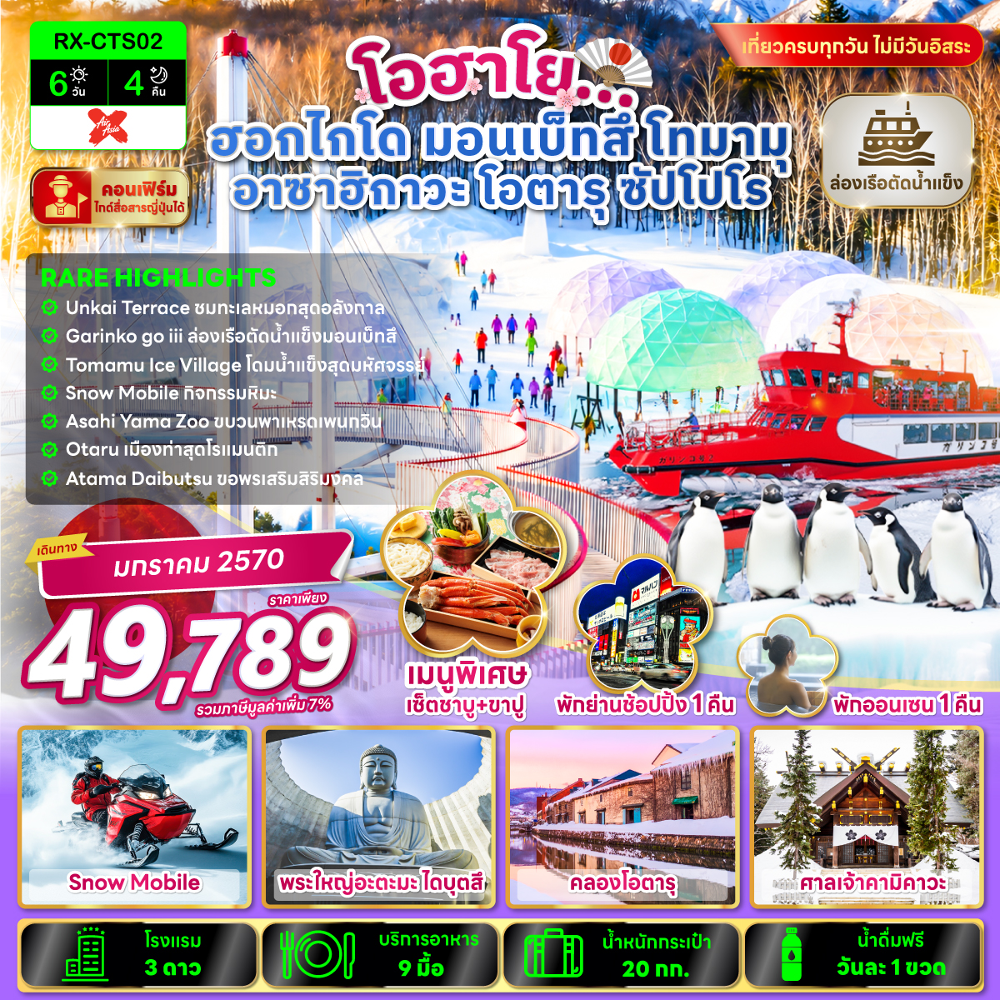 RX-CTS02
6 วัน
4 คืน
Air Asia
คอนเฟิร์ม
ไกด์สื่อสารญี่ปุ่นได้
โอฮาโย...
ฮอกไกโด มอนเบ็ทสึ โทมามุ
อาซาฮิกาวะ โอตารุ ซัปโปโร
เที่ยวครบทุกวัน ไม่มีวันอิสระ
ล่องเรือตัดน้ำแข็ง
RARE HIGHLIGHTS
Unkai Terrace ชมทะเลหมอกสุดอลังกาล
Garinko go iii ล่องเรือตัดน้ำแข็งมอนเบ็ทสึ
Tomamu Ice Village โดมน้ำแข็งสุดมหัศจรรย์
Snow Mobile กิจกรรมหิมะ
Asahi Yama Zoo ขบวนพาเหรดเพนกวิน
Otaru เมืองท่าสุดโรแมนติก
Atama Daibutsu ขอพรเสริมสิริมงคล
ガリンコ号2
เดินทาง
มกราคม 2570
ราคาเพียง
49,789
รวมภาษีมูลค่าเพิ่ม 7%
เมนูพิเศษ
เซ็ตชาบู+ขาปู
マルハン
พักย่านช้อปปิ้ง 1 คืน
พักออนเซน 1 คืน
Snow Mobile
พระใหญ่อะตะมะ ไดบุตสึ
คลองโอตารุ
ศาลเจ้าคามิคาวะ
โรงแรม
3 ดาว
บริการอาหาร
9 มื้อ
น้ำหนักกระเป๋า
20 กก.
น้ำดื่มฟรี
วันละ 1 ขวด